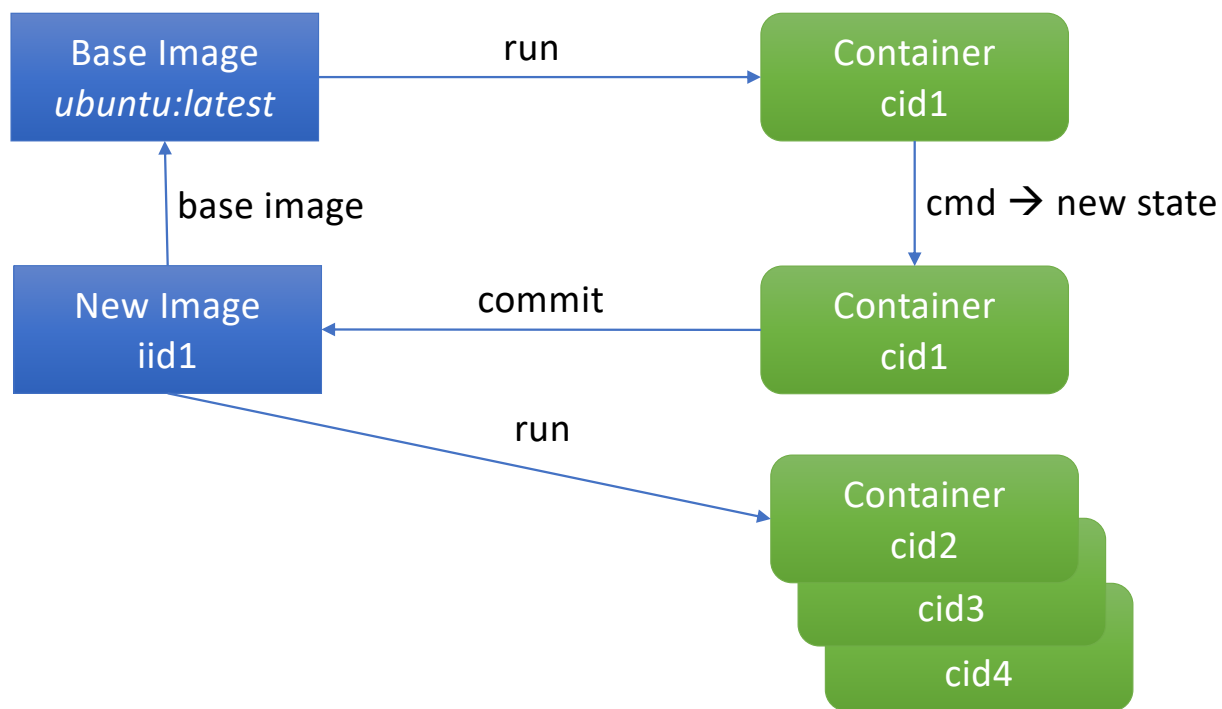 Base Image
ubuntu:latest
run
Container
cid1
base image
cmd → new state
New Image
iid1
commit
Container
cid1
run
Container
cid2
cid3
cid4